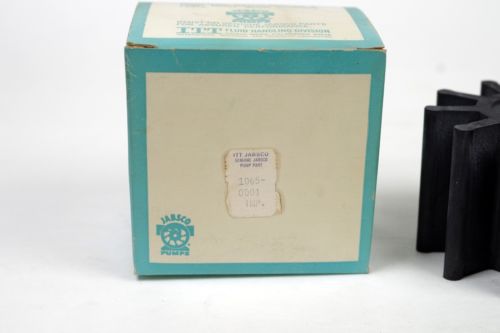 ITT FLUID HANDLING DIVISION
ITT JABSCO
GENUINE JABSCO
PUMP PART
1065-
0001
IMP.
JABSCO
PUMPS